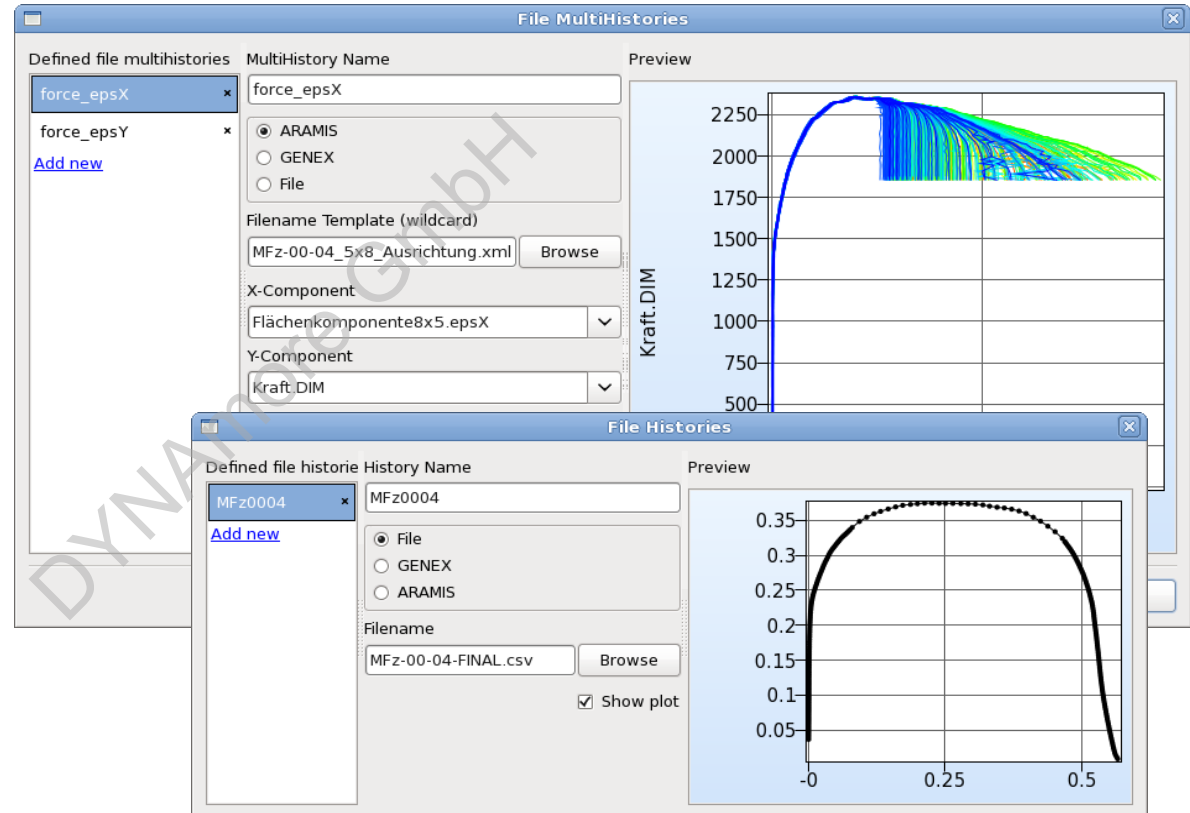 File MultiHistories
Defined file multihistories
force_epsX
force_epsY
Add new
MultiHistory Name
force_epsX
ARAMIS
GENEX
File
Filename Template (wildcard)
MFz-00-04_5x8_Ausrichtung.xml
Browse
X-Component
Flächenkomponente8x5.epsX
Y-Component
Kraft.DIM
Preview
2250
2000
1750
1500
1250
1000
750
500
Kraft.DIM
File Histories
Defined file historie
MFz0004
Add new
History Name
MFz0004
File
GENEX
ARAMIS
Filename
MFz-00-04-FINAL.csv
Browse
Show plot
Preview
0.35
0.3
0.25
0.2
0.15
0.1
0.05
-0 0.25 0.5
DYNAmore GmbH